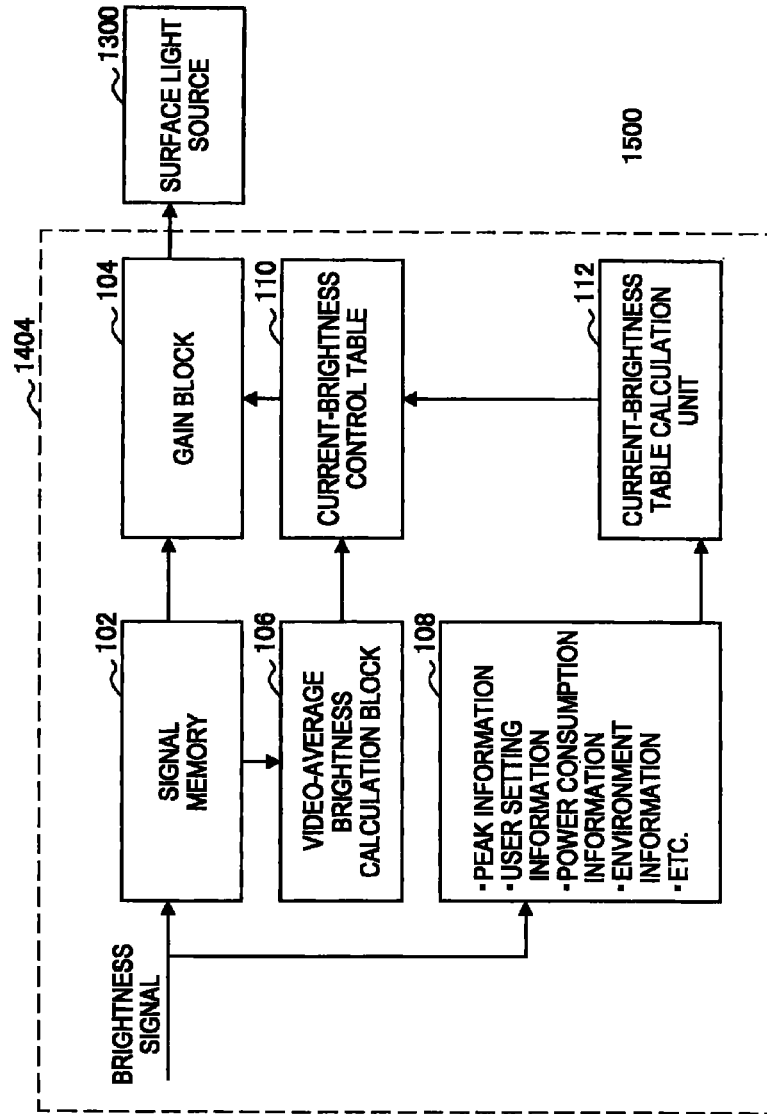 1404
BRIGHTNESS
SIGNAL
102
SIGNAL
MEMORY
104
GAIN BLOCK
1300
SURFACE LIGHT
SOURCE
106
VIDEO-AVERAGE
BRIGHTNESS
CALCULATION BLOCK
110
CURRENT-BRIGHTNESS
CONTROL TABLE
108
·PEAK INFORMATION
·USER SETTING
INFORMATION
·POWER CONSUMPTION
INFORMATION
·ENVIRONMENT
INFORMATION
·ETC.
112
CURRENT-BRIGHTNESS
TABLE CALCULATION
UNIT
1500